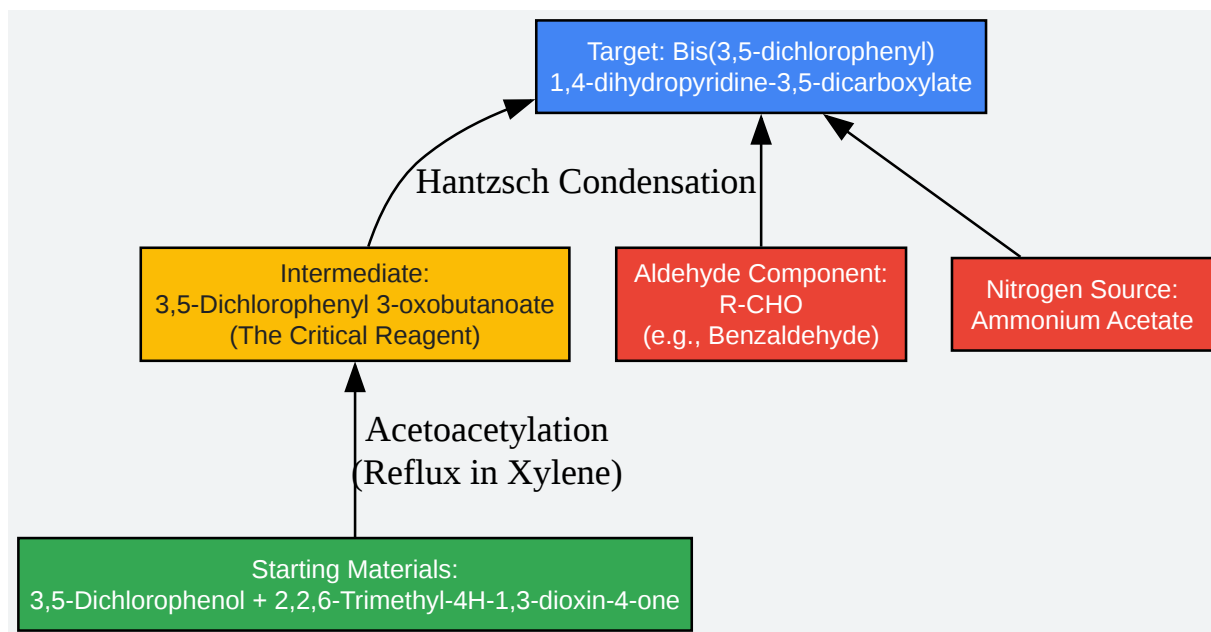 Target: Bis(3,5-dichlorophenyl)
1,4-dihydropyridine-3,5-dicarboxylate
Hantzsch Condensation
Intermediate:
3,5-Dichlorophenyl 3-oxobutanoate
(The Critical Reagent)
Aldehyde Component:
R-CHO
(e.g., Benzaldehyde)
Nitrogen Source:
Ammonium Acetate
Acetoacetylation
(Reflux in Xylene)
Starting Materials:
3,5-Dichlorophenol + 2,2,6-Trimethyl-4H-1,3-dioxin-4-one